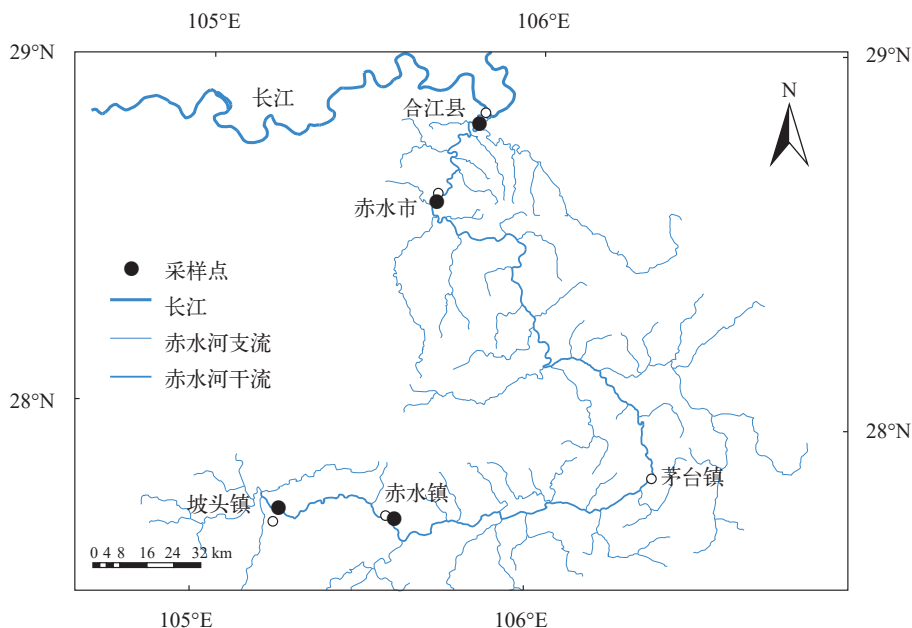 105°E 106°E
29°N 29°N
长江
合江县
N
赤水市
采样点
长江
赤水河支流
赤水河干流
28°N
28°N
茅台镇
坡头镇 赤水镇
0 4 8 16 24 32 km
105°E 106°E